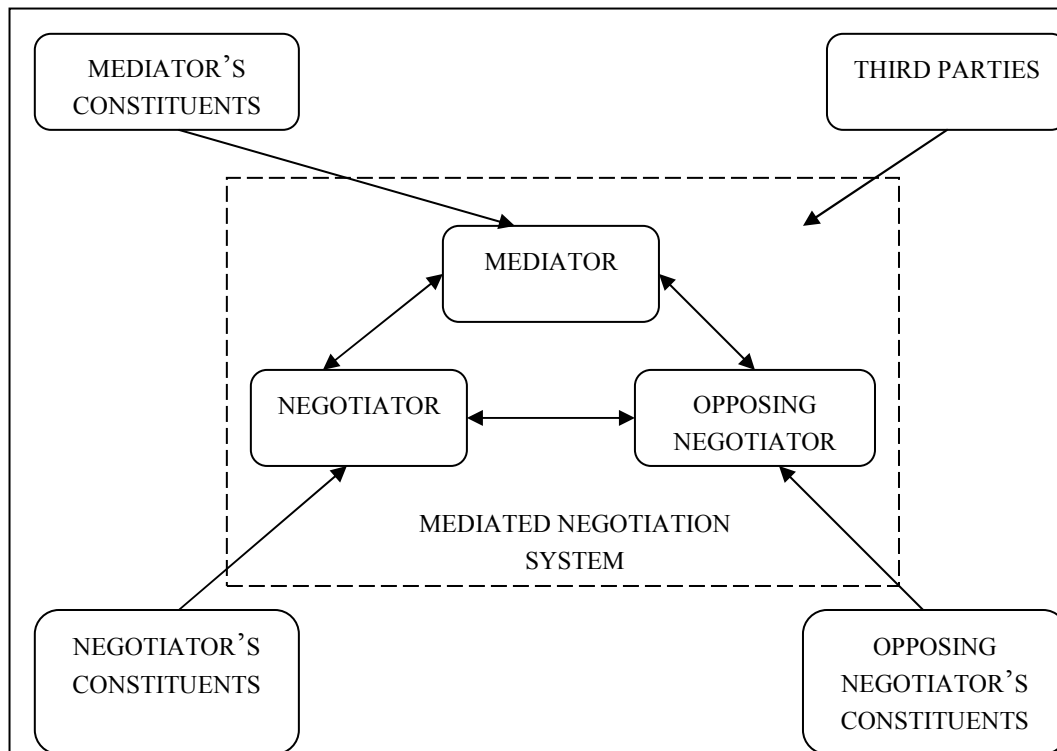 MEDIATOR’S
CONSTITUENTS
THIRD PARTIES
MEDIATOR
NEGOTIATOR
OPPOSING
NEGOTIATOR
MEDIATED NEGOTIATION
SYSTEM
NEGOTIATOR’S
CONSTITUENTS
OPPOSING
NEGOTIATOR’S
CONSTITUENTS